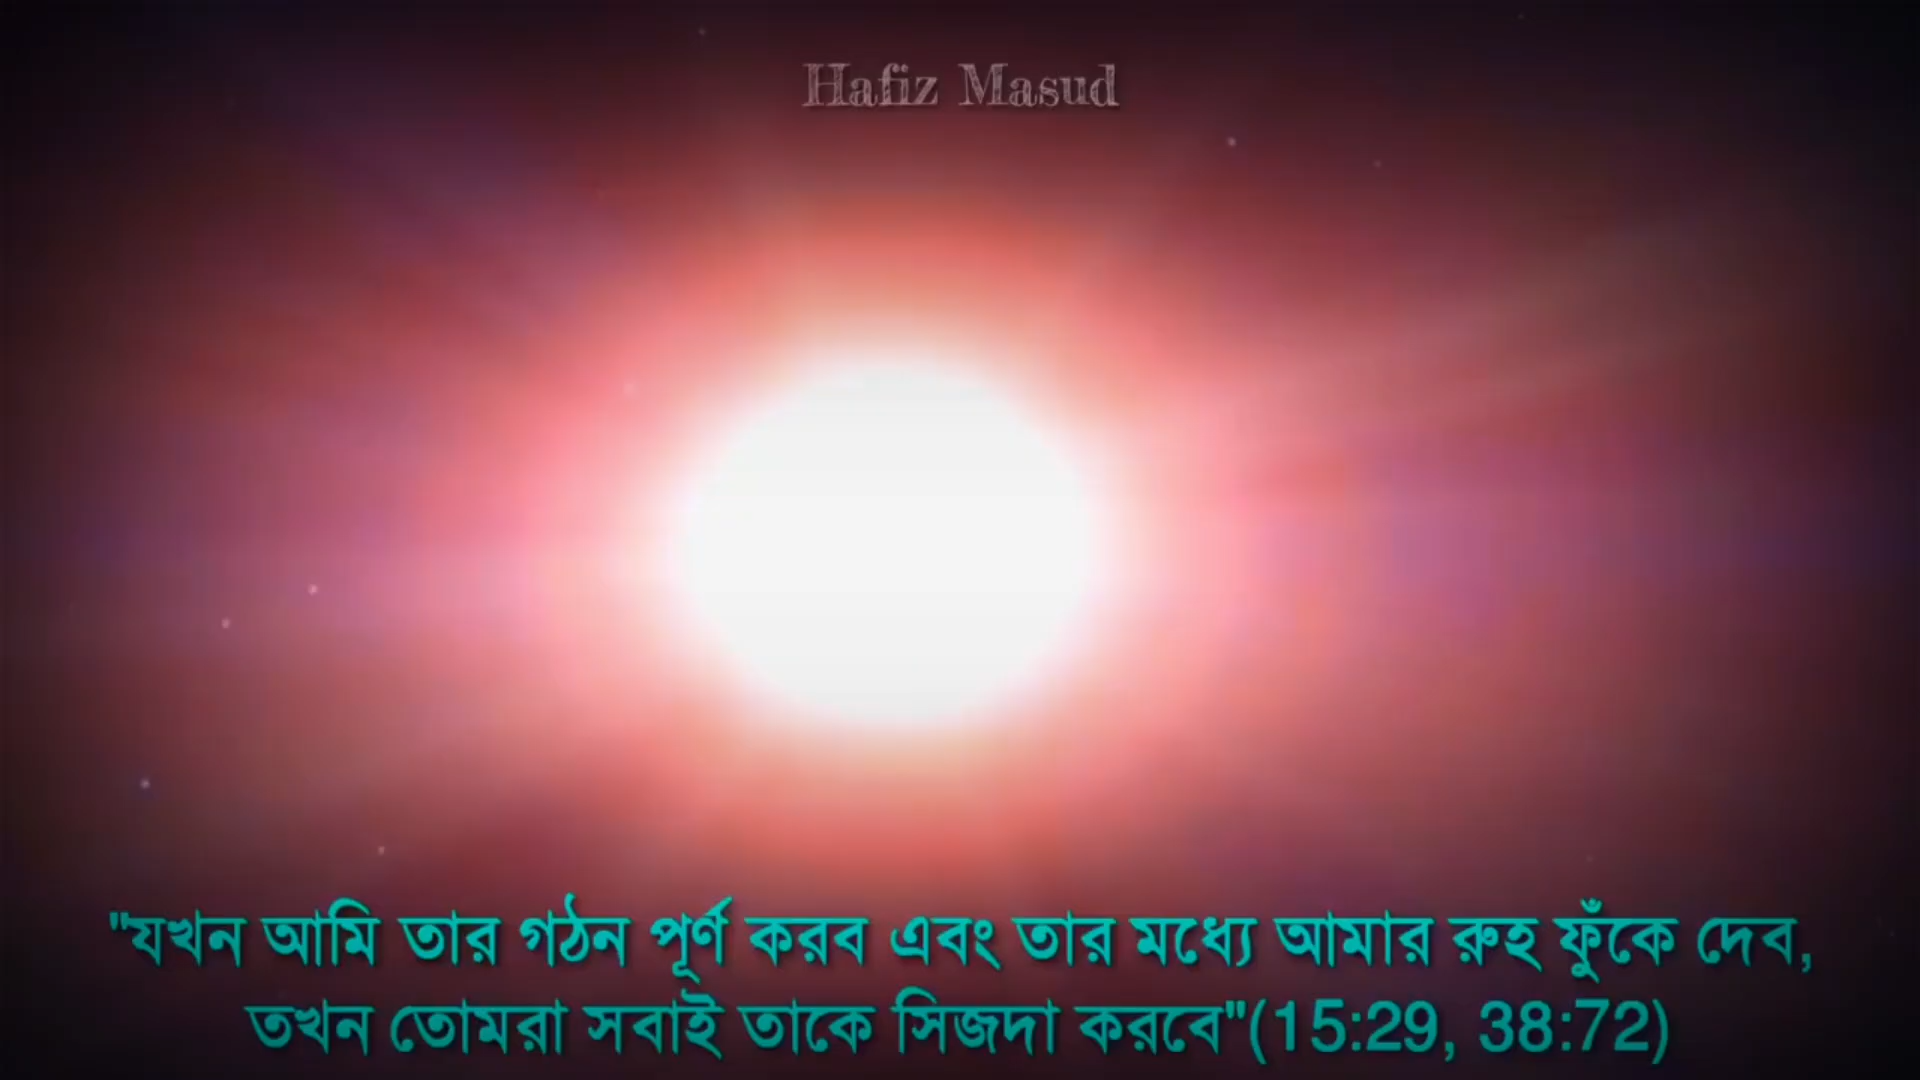 Hafiz Masud
"যখন আমি তার গঠন পূর্ণ করব এবং তার মধ্যে আমার রুহ ফুঁকে দেব,
তখন তোমরা সবাই তাকে সিজদা করবে"(15:29, 38:72)